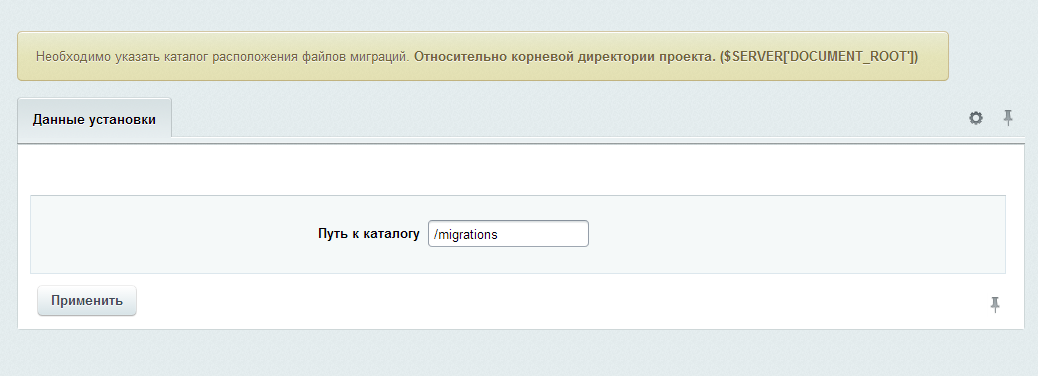 Необходимо указать каталог расположения файлов миграций. Относительно корневой директории проекта. ($SERVER['DOCUMENT_ROOT'])
Данные установки
Путь к каталогу /migrations
Применить